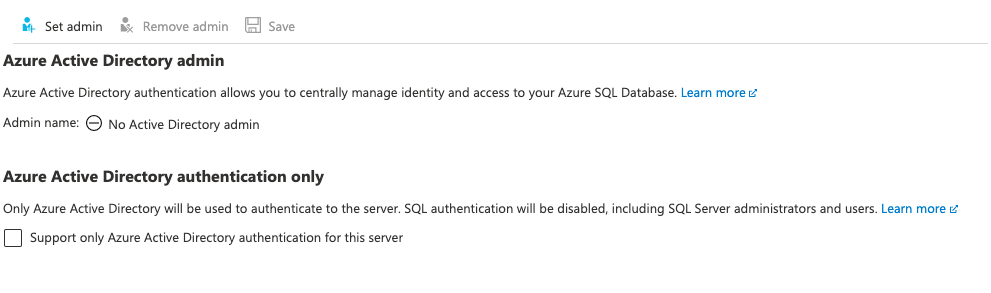 Set admin Remove admin Save
Azure Active Directory admin
Azure Active Directory authentication allows you to centrally manage identity and access to your Azure SQL Database. Learn more
Admin name: No Active Directory admin
Azure Active Directory authentication only
Only Azure Active Directory will be used to authenticate to the server. SQL authentication will be disabled, including SQL Server administrators and users. Learn more
Support only Azure Active Directory authentication for this server